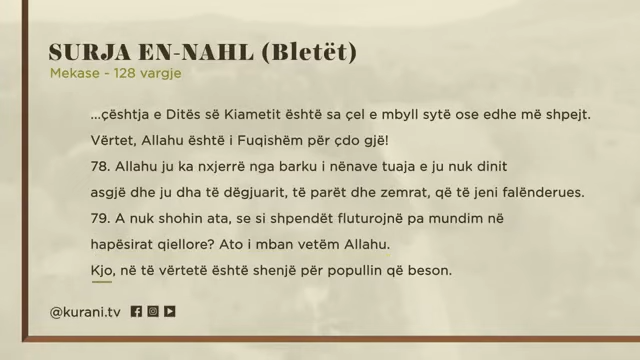 SURJA EN-NAHL (Bletët)
Mekase - 128 vargje
...çështja e Ditës së Kiametit është sa çel e mbyll sytë ose edhe më shpejt.
Vërtet, Allahu është i Fuqishëm për çdo gjë!
78. Allahu ju ka nxjerrë nga barku i nënave tuaja e ju nuk dinit
asgjë dhe ju dha të dëgjuarit, të parët dhe zemrat, që të jeni falënderues.
79. A nuk shohin ata, se si shpendët fluturojnë pa mundim në
hapësirat qiellore? Ato i mban vetëm Allahu.
Kjo, në të vërtetë është shenjë për popullin që beson.
@kurani.tv